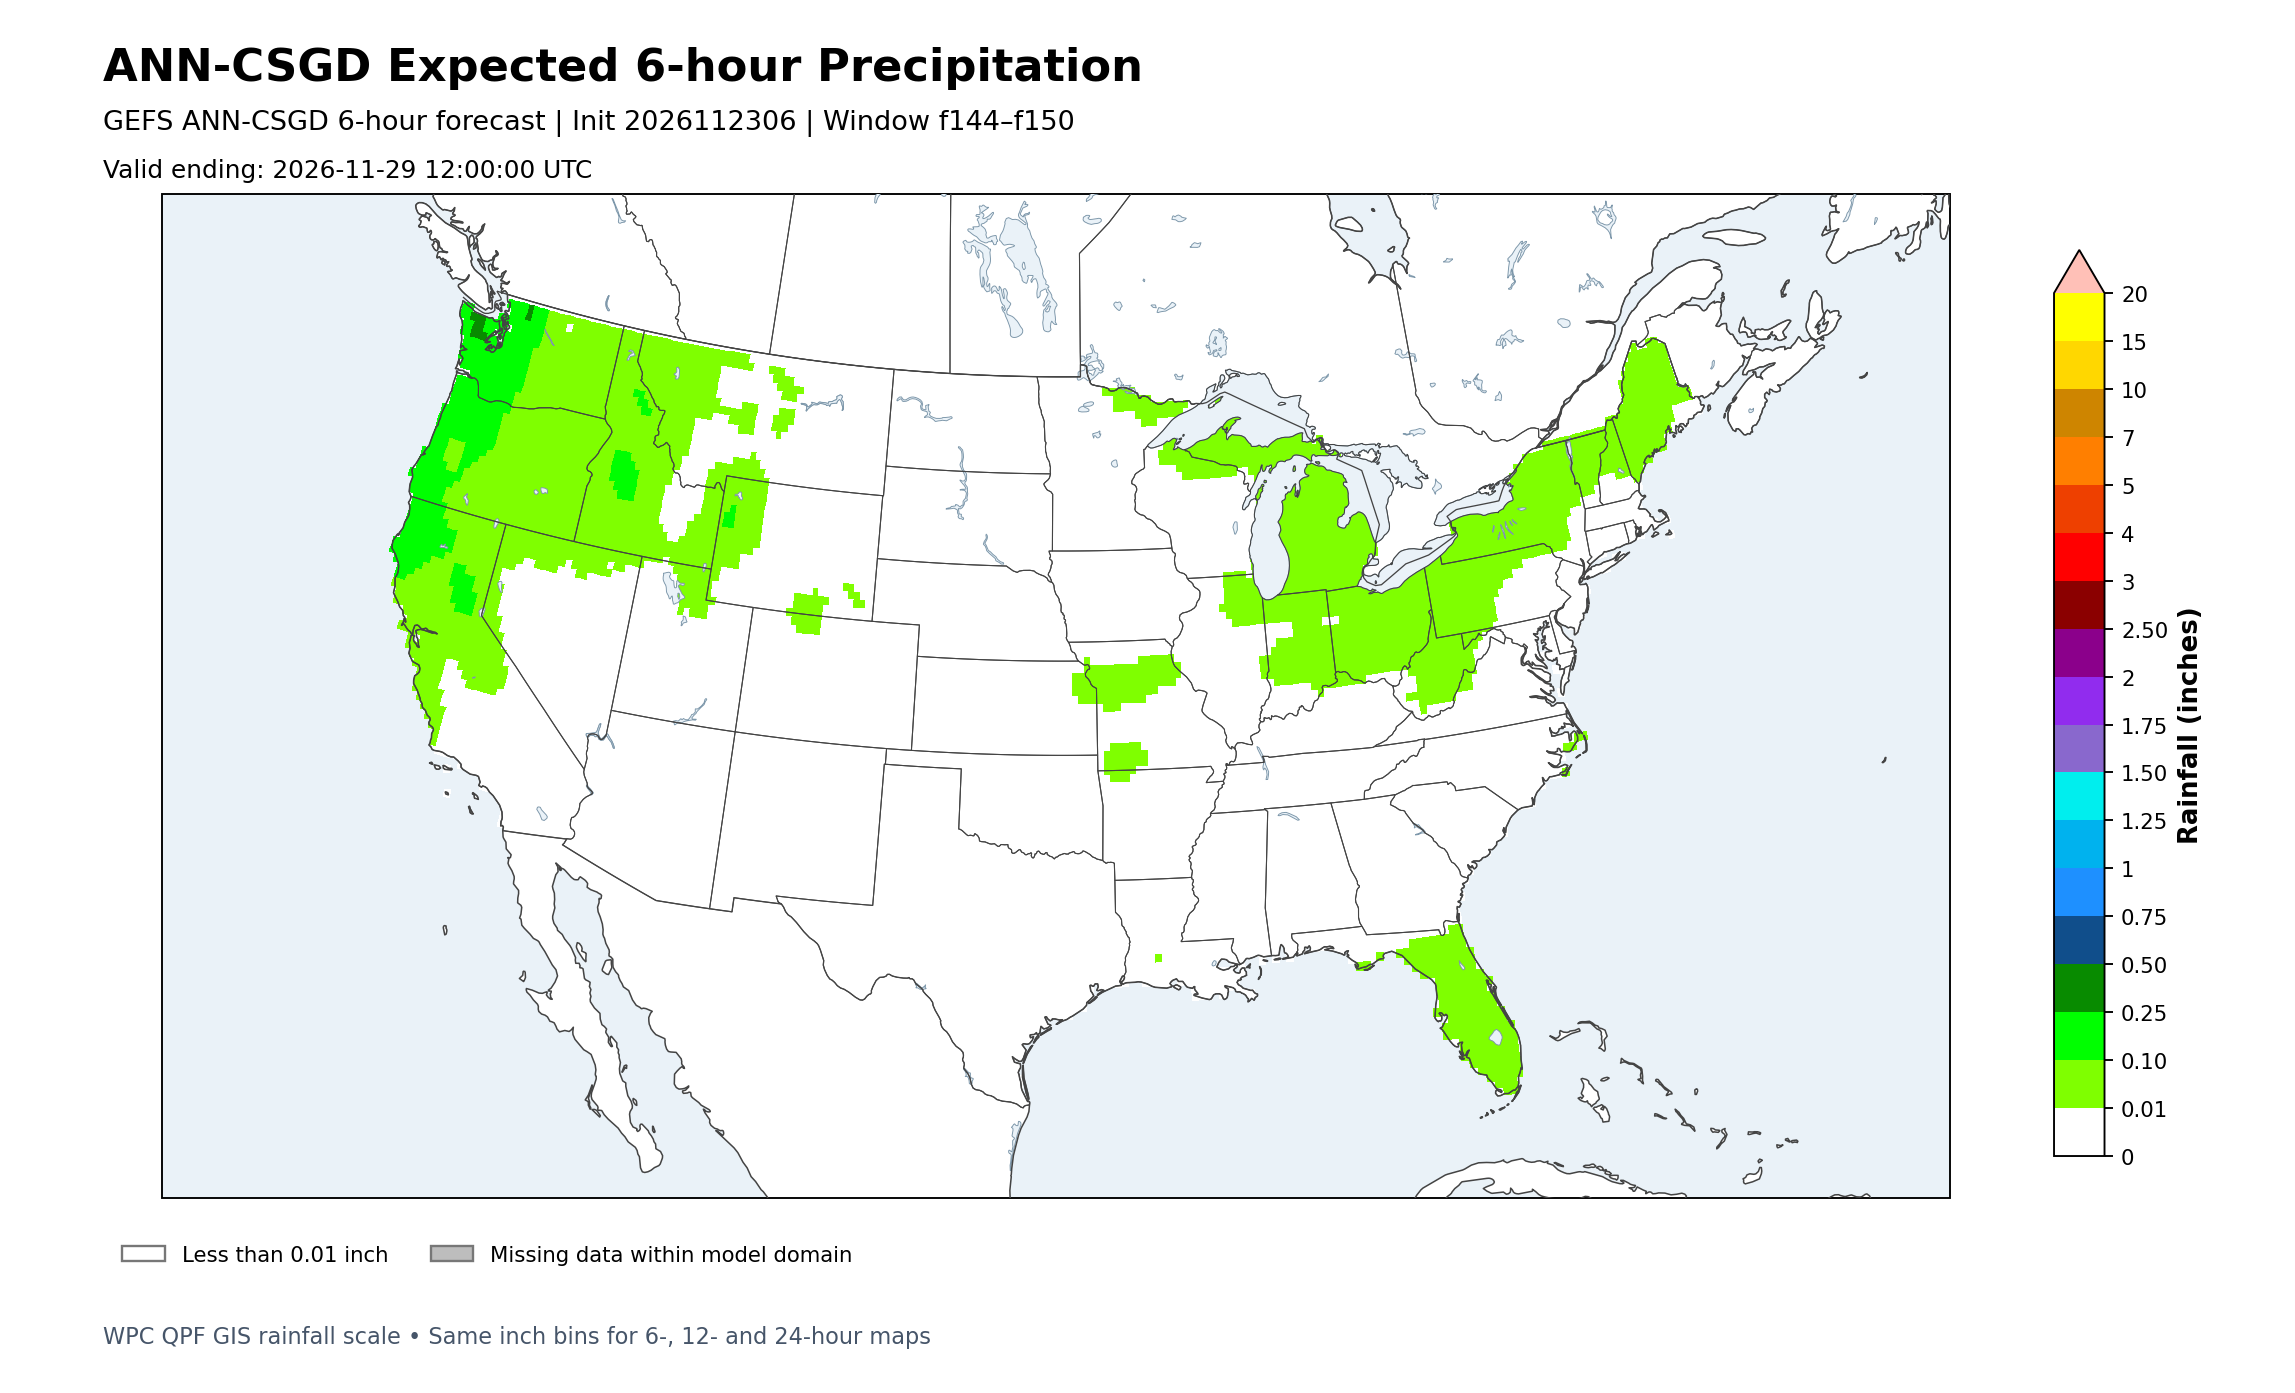 ANN-CSGD Expected 6-hour Precipitation
GEFS ANN-CSGD 6-hour forecast | Init 2026112306 | Window f144–f150
Valid ending: 2026-11-29 12:00:00 UTC
20
15
10
7
5
4
3
2.50
2
1.75
1.50
1.25
1
0.75
0.50
0.25
0.10
0.01
0
Rainfall (inches)
Less than 0.01 inch
Missing data within model domain
WPC QPF GIS rainfall scale • Same inch bins for 6-, 12- and 24-hour maps